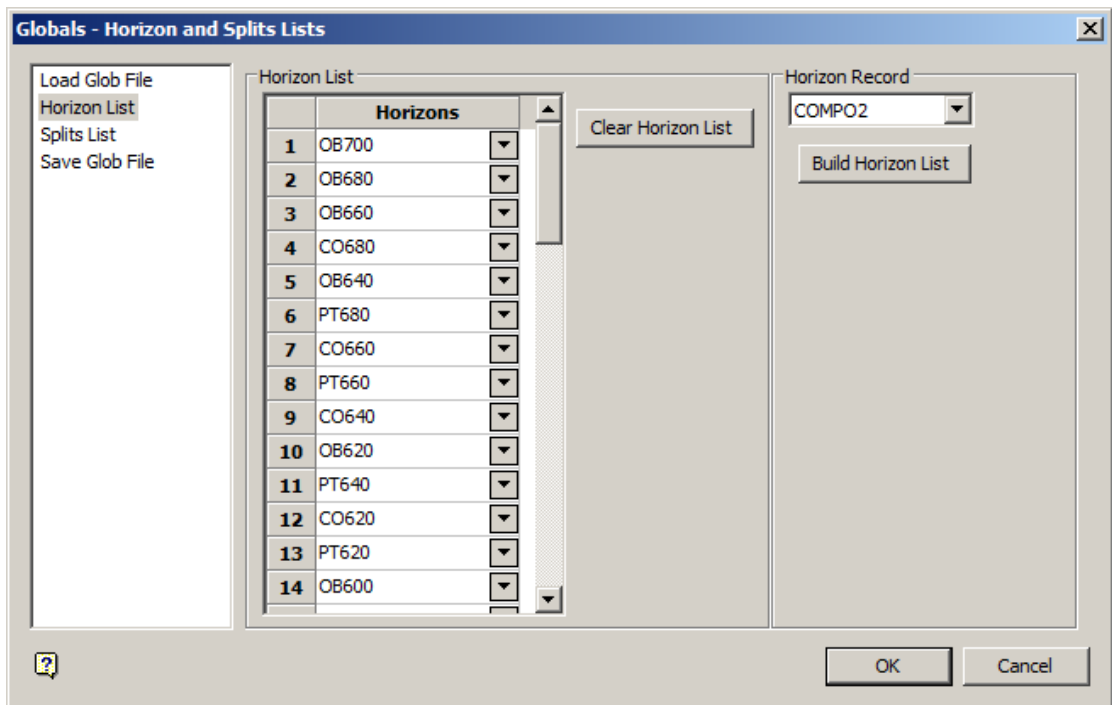 Globals - Horizon and Splits Lists
Load Glob File
Horizon List
Splits List
Save Glob File
Horizon List
Horizons
1 OB700
2 OB680
3 OB660
4 CO680
5 OB640
6 PT680
7 CO660
8 PT660
9 CO640
10 OB620
11 PT640
12 CO620
13 PT620
14 OB600
Clear Horizon List
Horizon Record
COMPO2
Build Horizon List
OK
Cancel